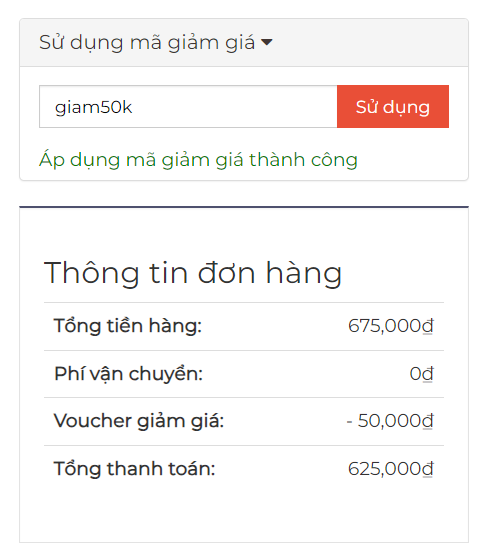 Sử dụng mã giảm giá
giam50k Sử dụng
Áp dụng mã giảm giá thành công
Thông tin đơn hàng
Tổng tiền hàng: 675,000₫
Phí vận chuyển: 0₫
Voucher giảm giá: - 50,000₫
Tổng thanh toán: 625,000₫